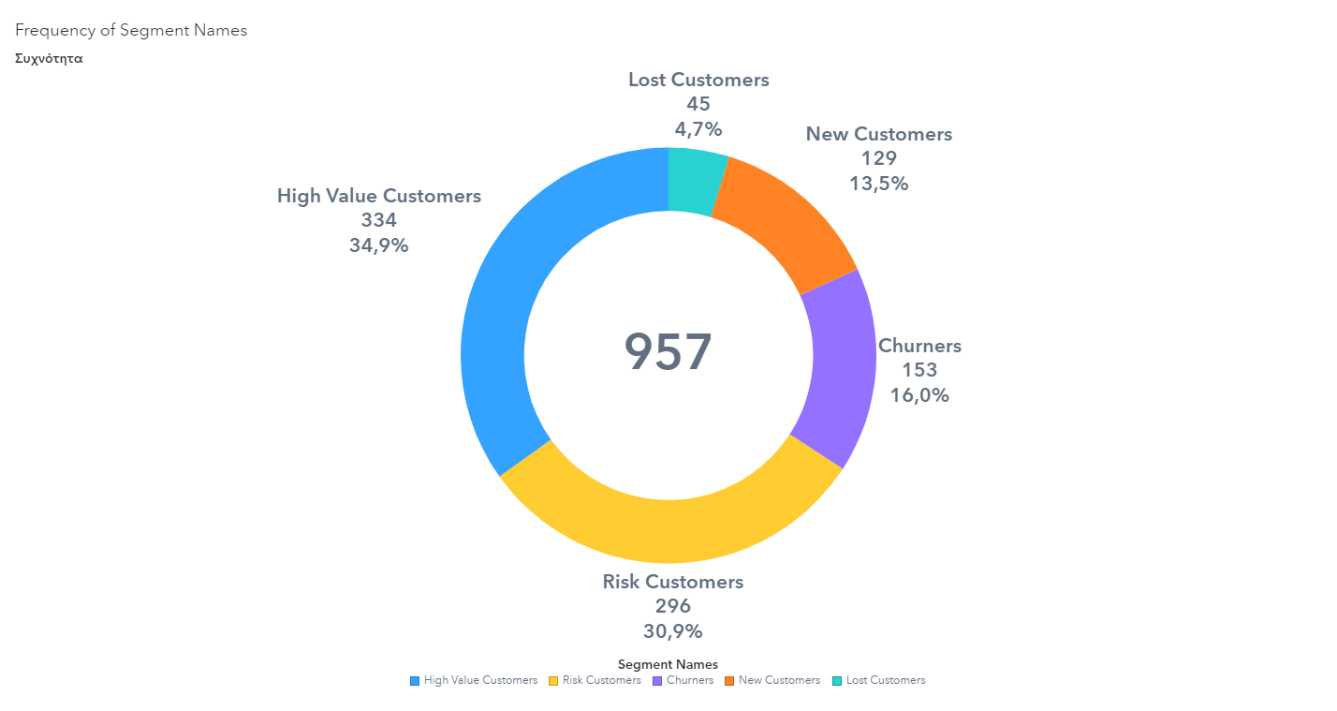 Frequency of Segment Names
Συχνότητα
Lost Customers
45
4,7%
New Customers
129
13,5%
High Value Customers
334
34,9%
957
Churners
153
16,0%
Risk Customers
296
30,9%
Segment Names
High Value Customers Risk Customers Churners New Customers Lost Customers